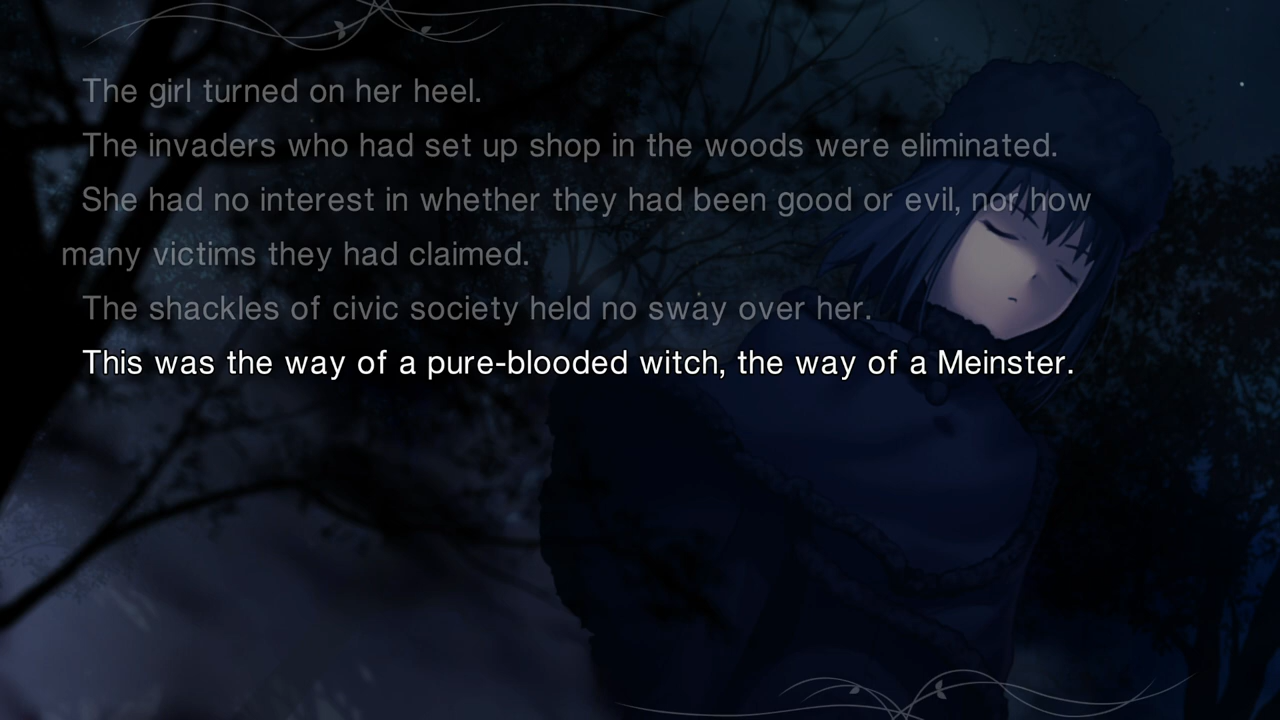 The girl turned on her heel.
The invaders who had set up shop in the woods were eliminated.
She had no interest in whether they had been good or evil, nor how
many victims they had claimed.
The shackles of civic society held no sway over her.
This was the way of a pure-blooded witch, the way of a Meinster.